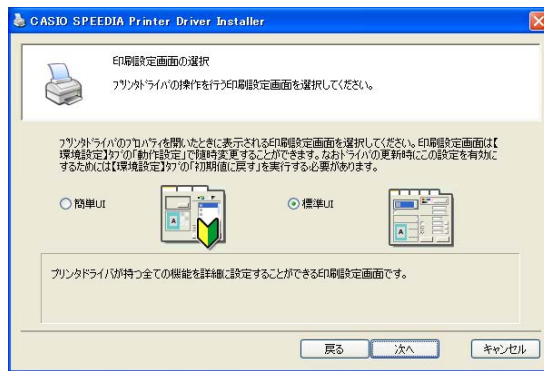 CASIO SPEEDIA Printer Driver Installer
印刷設定画面の選択
プリンタドライバの操作を行う印刷設定画面を選択してください。
プリンタドライバのプロパティを開いたときに表示される印刷設定画面を選択してください。印刷設定画面は【
環境設定】タブの「動作設定」で随時変更することができます。なおドライバの更新時にこの設定を有効に
するためには【環境設定】タブの「初期値に戻す」を実行する必要があります。
簡単UI
標準UI
プリンタドライバが持つ全ての機能を詳細に設定することができる印刷設定画面です。
戻る
次へ
キャンセル